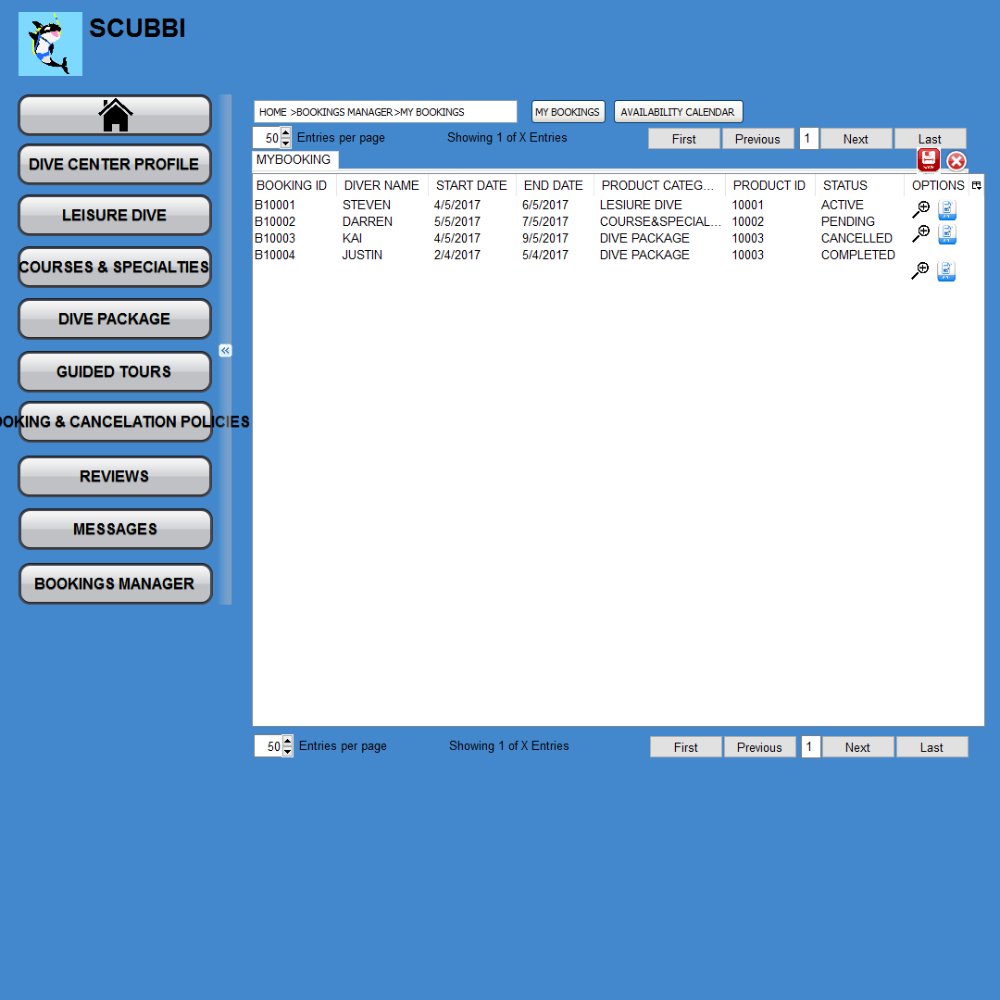 SCUBBI
DIVE CENTER PROFILE
LEISURE DIVE
COURSES & SPECIALTIES
DIVE PACKAGE
GUIDED TOURS
OOKING & CANCELATION POLICIES
REVIEWS
MESSAGES
BOOKINGS MANAGER
HOME >BOOKINGS MANAGER>MY BOOKINGS
MY BOOKINGS
AVAILABILITY CALENDAR
50 Entries per page Showing 1 of X Entries First Previous 1 Next Last
MYBOOKING
SAVE
BOOKING ID DIVER NAME START DATE END DATE PRODUCT CATEG... PRODUCT ID STATUS OPTIONS
B10001 STEVEN 4/5/2017 6/5/2017 LESIURE DIVE 10001 ACTIVE
B10002 DARREN 5/5/2017 7/5/2017 COURSE&SPECIAL... 10002 PENDING
B10003 KAI 4/5/2017 9/5/2017 DIVE PACKAGE 10003 CANCELLED
B10004 JUSTIN 2/4/2017 5/4/2017 DIVE PACKAGE 10003 COMPLETED
50 Entries per page Showing 1 of X Entries First Previous 1 Next Last